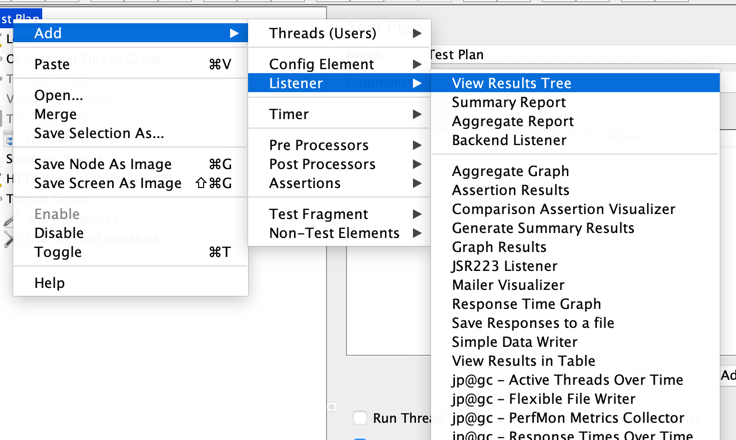 st Plan
Add
Paste ⌘V
Open...
Merge
Save Selection As...
Save Node As Image ⌘G
Save Screen As Image ⇧⌘G
Enable
Disable
Toggle ⌘T
Help
Threads (Users)
Config Element
Listener
Timer
Pre Processors
Post Processors
Assertions
Test Fragment
Non-Test Elements
Test Plan
View Results Tree
Summary Report
Aggregate Report
Backend Listener
Aggregate Graph
Assertion Results
Comparison Assertion Visualizer
Generate Summary Results
Graph Results
JSR223 Listener
Mailer Visualizer
Response Time Graph
Save Responses to a file
Simple Data Writer
View Results in Table
jp@gc - Active Threads Over Time
jp@gc - Flexible File Writer
jp@gc - PerfMon Metrics Collector
jp@gc - Response Times Over Time
Ad
Run Thread